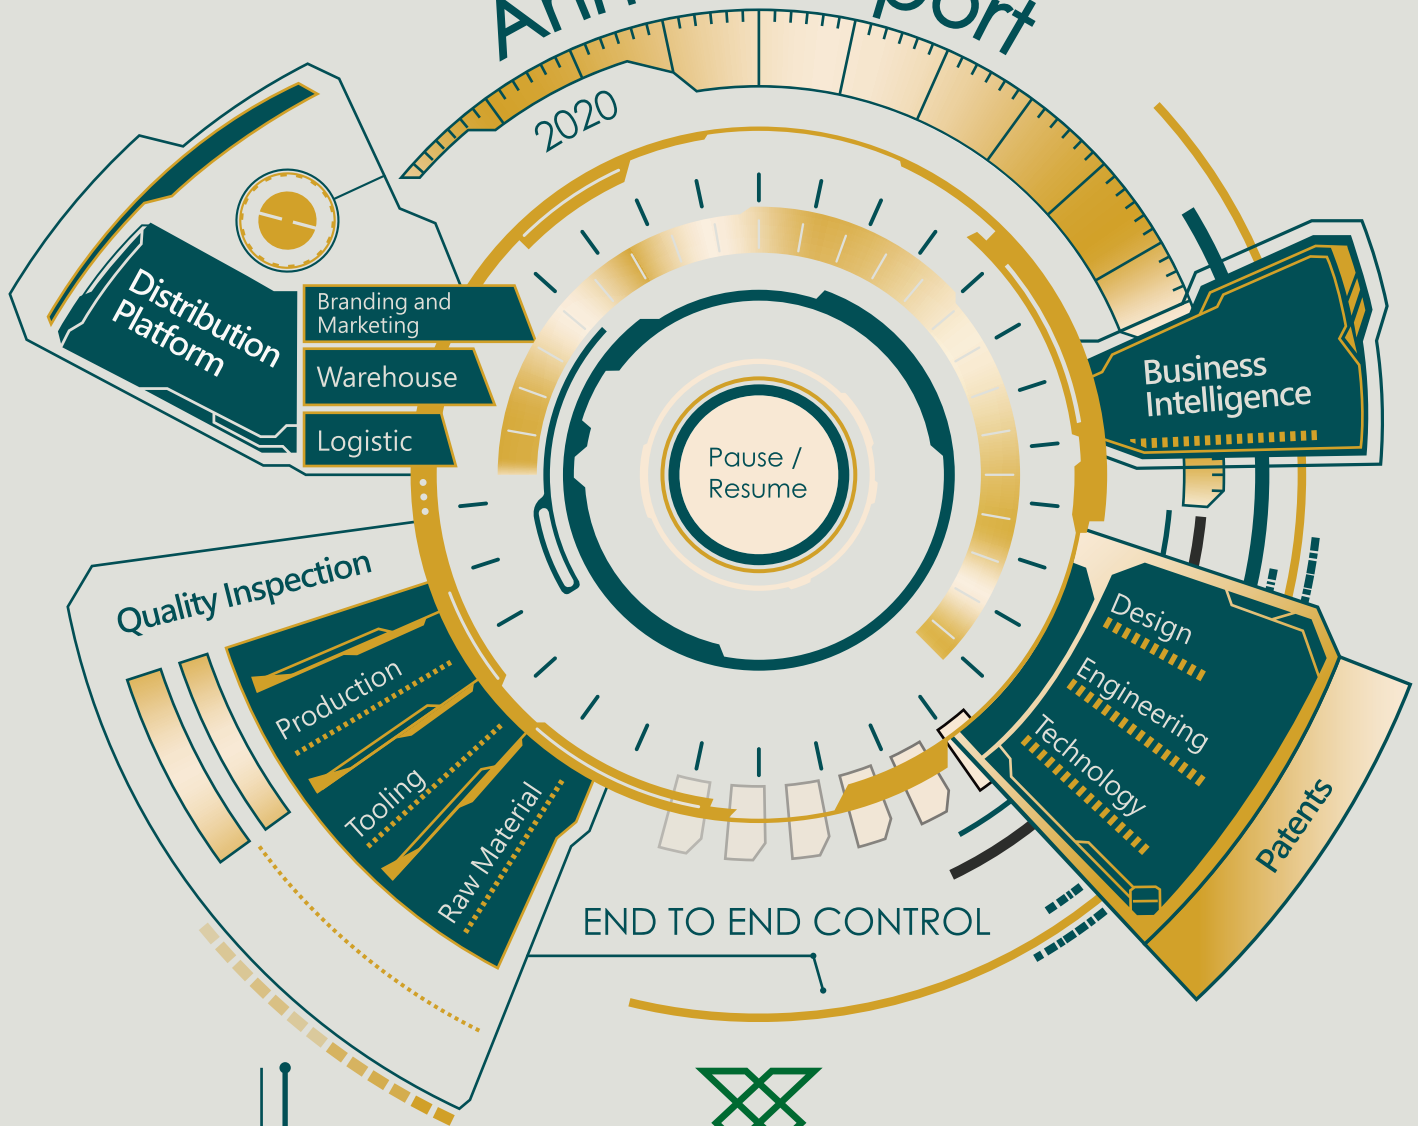 2020
Distribution
Platform
Branding and
Marketing
Warehouse
Logistic
Business
Intelligence
Pause /
Resume
Quality Inspection
Production
Tooling
Raw Material
Design
Engineering
Technology
Patents
END TO END CONTROL